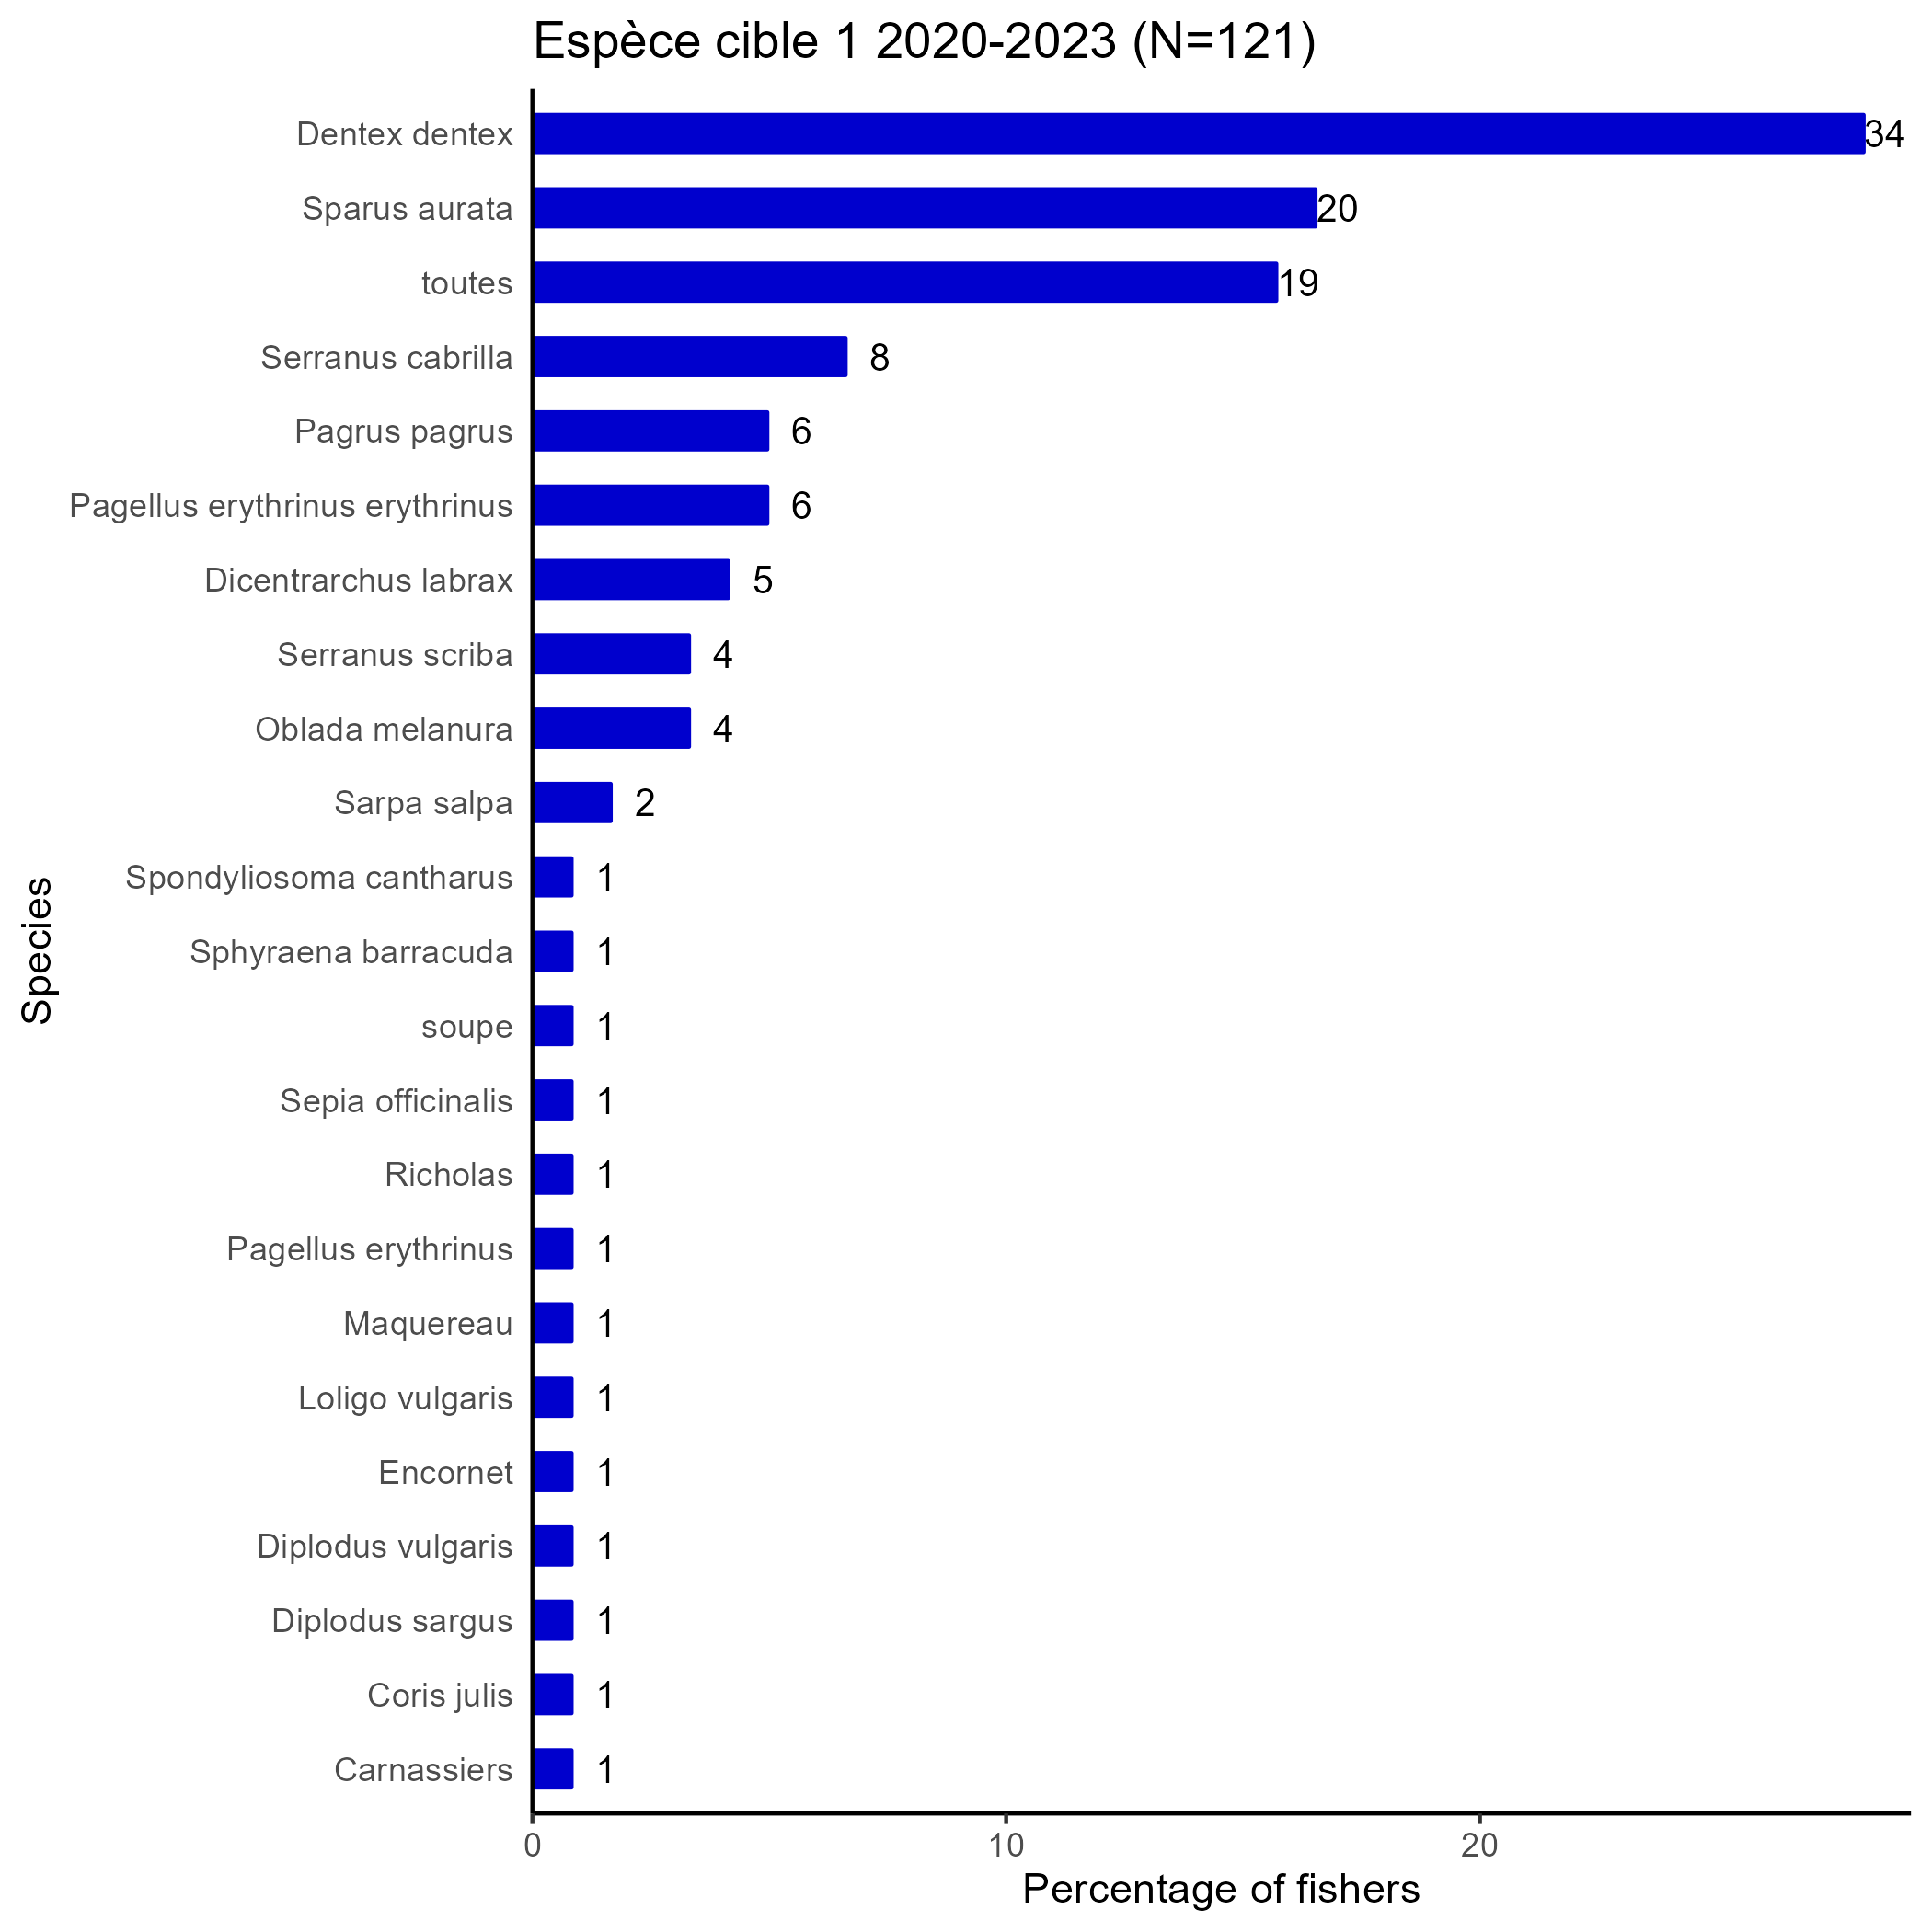 Espèce cible 1 2020-2023 (N=121)
Dentex dentex 34
Sparus aurata 20
toutes 19
Serranus cabrilla 8
Pagrus pagrus 6
Pagellus erythrinus erythrinus 6
Dicentrarchus labrax 5
Serranus scriba 4
Oblada melanura 4
Sarpa salpa 2
Spondyliosoma cantharus 1
Sphyraena barracuda 1
soupe 1
Sepia officinalis 1
Richolas 1
Pagellus erythrinus 1
Maquereau 1
Loligo vulgaris 1
Encornet 1
Diplodus vulgaris 1
Diplodus sargus 1
Coris julis 1
Carnassiers 1
Species
0 10 20
Percentage of fishers